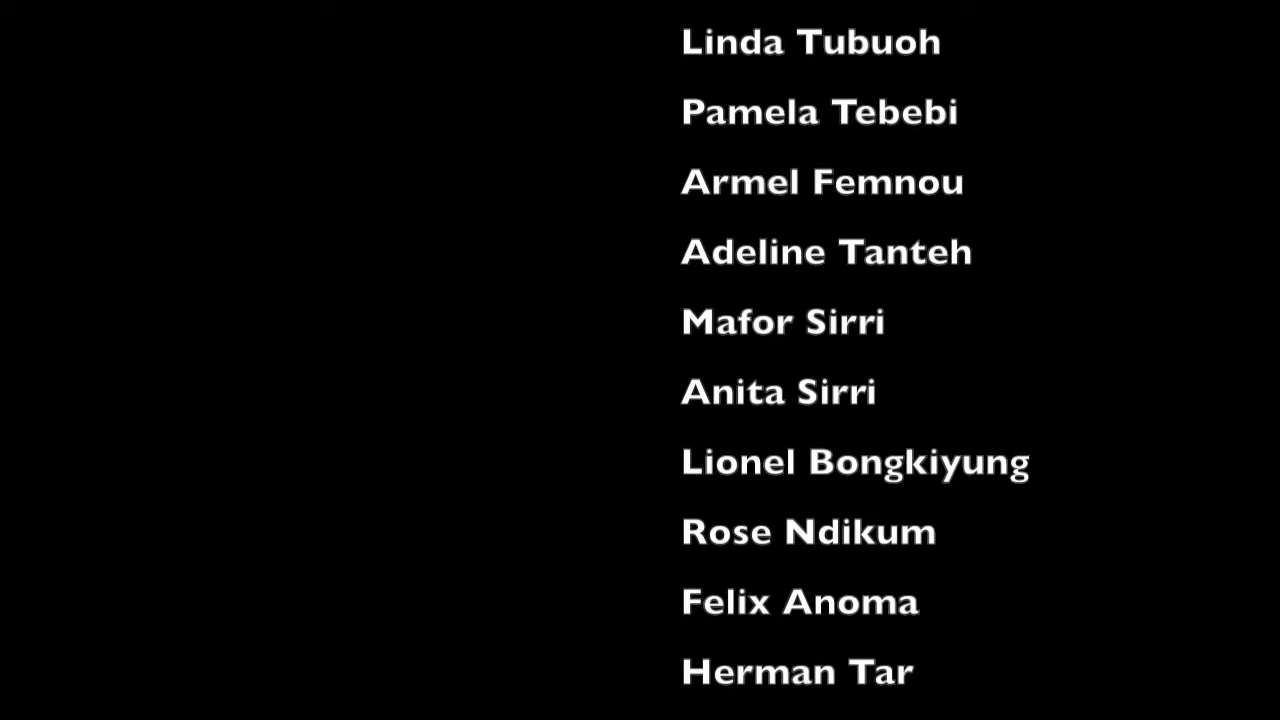 Linda Tubuoh
Pamela Tebebi
Armel Femnou
Adeline Tanteh
Mafor Sirri
Anita Sirri
Lionel Bongkiyung
Rose Ndikum
Felix Anoma
Herman Tar